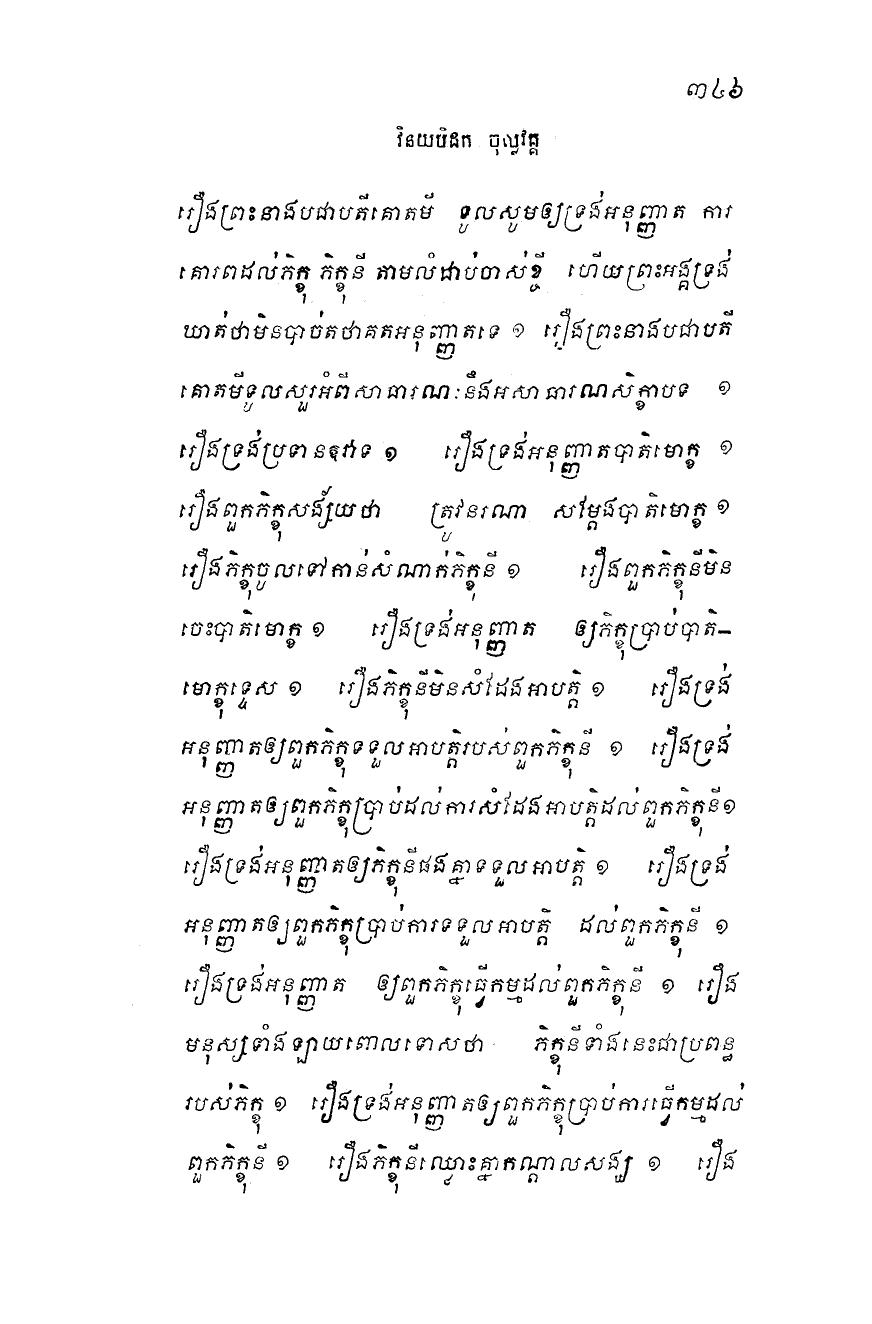 ៣៤៦
វិនយបិដក ចុល្លវគ្គ
រឿងព្រះនាងបជាបតីគោតមី ទូលសូមឲ្យទ្រង់អនុញ្ញាត ការ
គោរពដល់ភិក្ខុ ភិក្ខុនី តាមលំដាប់ចាស់ខ្ចី ហើយព្រះអង្គទ្រង់
ឃាត់ថាមិនបាច់តថាគតអនុញ្ញាតទេ ១ រឿងព្រះនាងបជាបតី
គោតមីទូលសួរអំពីសាធារណៈនឹងអសាធារណសិក្ខាបទ ១
រឿងទ្រង់ប្រទានឱវាទ ១ រឿងទ្រង់អនុញ្ញាតបាតិមោក្ខ ១
រឿងពួកភិក្ខុសង្ស័យថា ត្រូវនរណា សម្ដែងបាតិមោក្ខ ១
រឿងភិក្ខុចូលទៅកាន់សំណាក់ភិក្ខុនី ១ រឿងពួកភិក្ខុនីមិន
ចេះបាតិមោក្ខ ១ រឿងទ្រង់អនុញ្ញាត ឲ្យភិក្ខុប្រាប់បាតិ–
មោក្ខុទ្ទេស ១ រឿងភិក្ខុនីមិនសំដែងអាបត្តិ ១ រឿងទ្រង់
អនុញ្ញាតឲ្យពួកភិក្ខុទទួលអាបត្តិរបស់ពួកភិក្ខុនី ១ រឿងទ្រង់
អនុញ្ញាតឲ្យពួកភិក្ខុប្រាប់ដល់ការសំដែងអាបត្តិដល់ពួកភិក្ខុនី១
រឿងទ្រង់អនុញ្ញាតឲ្យភិក្ខុនីផងគ្នាទទួលអាបត្តិ ១ រឿងទ្រង់
អនុញ្ញាតឲ្យពួកភិក្ខុប្រាប់ការទទួលអាបត្តិ ដល់ពួកភិក្ខុនី ១
រឿងទ្រង់អនុញ្ញាត ឲ្យពួកភិក្ខុធ្វើកម្មដល់ពួកភិក្ខុនី ១ រឿង
មនុស្សទាំងឡាយពោលទោសថា ភិក្ខុនីទាំងនេះជាប្រពន្ធ
របស់ភិក្ខុ ១ រឿងទ្រង់អនុញ្ញាតឲ្យពួកភិក្ខុប្រាប់ការធ្វើកម្មដល់
ពួកភិក្ខុនី ១ រឿងភិក្ខុនីឈ្លោះគ្នាកណ្ដាលសង្ឃ ១ រឿង